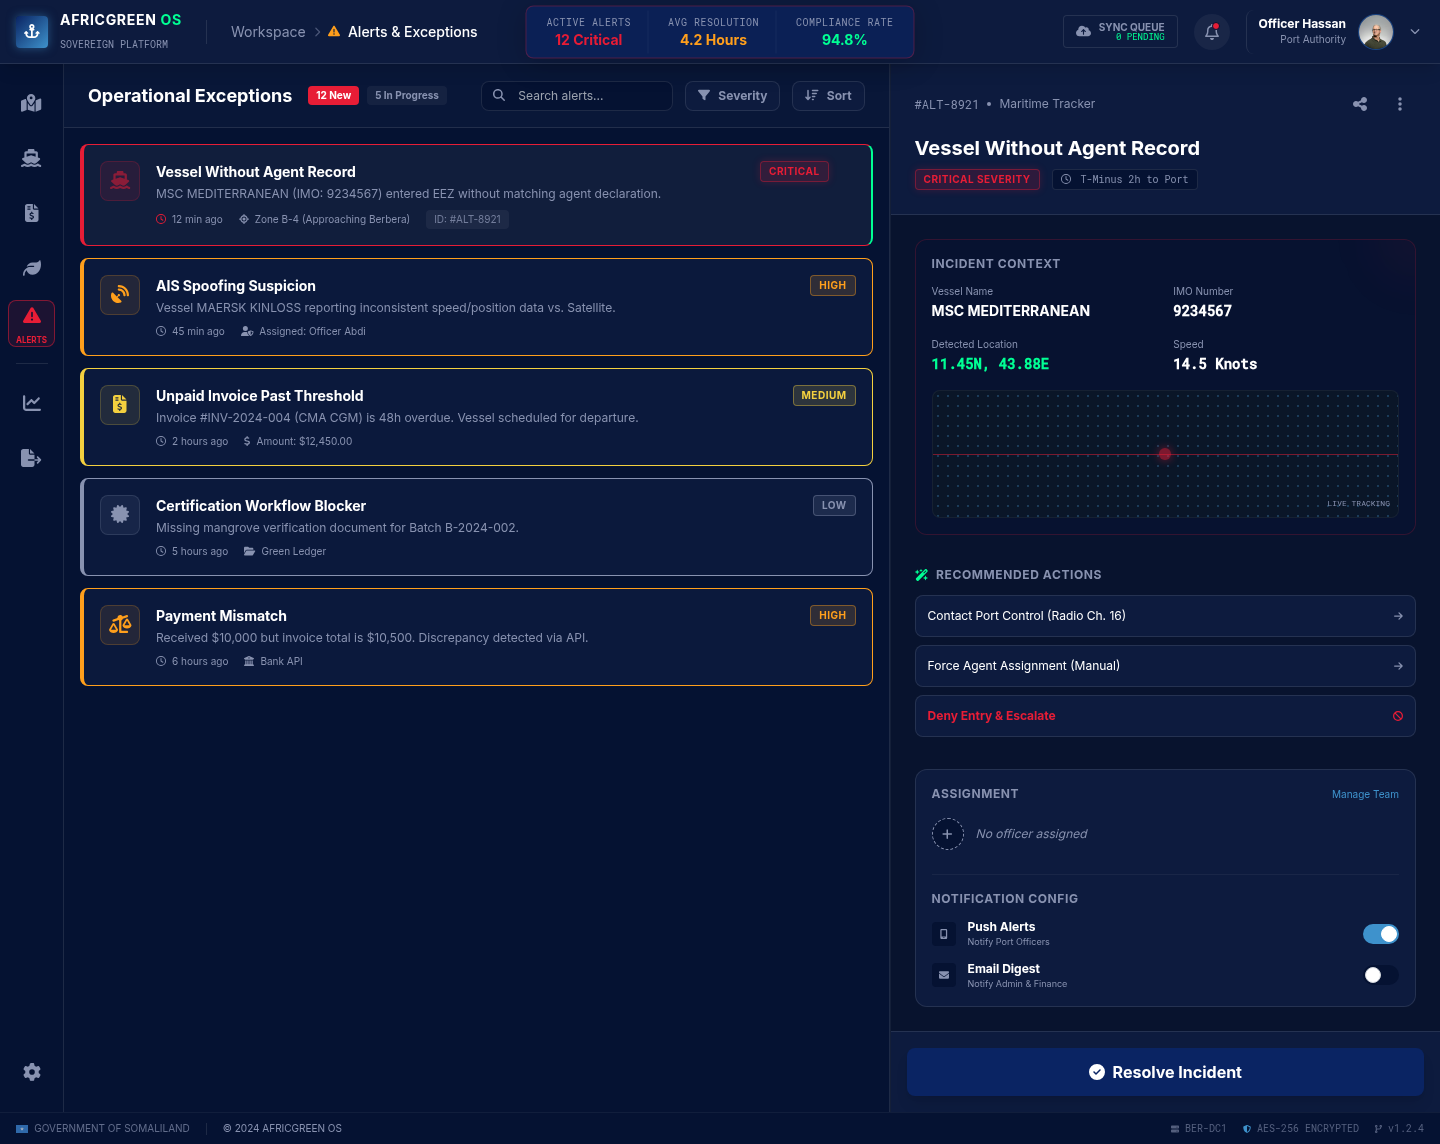 AFRICGREEN OS
SOVEREIGN PLATFORM
Workspace
Alerts & Exceptions
ACTIVE ALERTS
12 Critical
AVG RESOLUTION
4.2 Hours
COMPLIANCE RATE
94.8%
SYNC QUEUE
0 PENDING
Officer Hassan
Port Authority
ALERTS
Operational Exceptions
12 New
5 In Progress
Search alerts...
Severity
Sort
Vessel Without Agent Record
CRITICAL
MSC MEDITERRANEAN (IMO: 9234567) entered EEZ without matching agent declaration.
12 min ago
Zone B-4 (Approaching Berbera)
ID: #ALT-8921
AIS Spoofing Suspicion
HIGH
Vessel MAERSK KINLOSS reporting inconsistent speed/position data vs. Satellite.
45 min ago
Assigned: Officer Abdi
Unpaid Invoice Past Threshold
MEDIUM
Invoice #INV-2024-004 (CMA CGM) is 48h overdue. Vessel scheduled for departure.
2 hours ago
Amount: $12,450.00
Certification Workflow Blocker
LOW
Missing mangrove verification document for Batch B-2024-002.
5 hours ago
Green Ledger
Payment Mismatch
HIGH
Received $10,000 but invoice total is $10,500. Discrepancy detected via API.
6 hours ago
Bank API
#ALT-8921 • Maritime Tracker
Vessel Without Agent Record
CRITICAL SEVERITY
T-Minus 2h to Port
INCIDENT CONTEXT
Vessel Name
MSC MEDITERRANEAN
IMO Number
9234567
Detected Location
11.45N, 43.88E
Speed
14.5 Knots
LIVE TRACKING
RECOMMENDED ACTIONS
Contact Port Control (Radio Ch. 16)
Force Agent Assignment (Manual)
Deny Entry & Escalate
ASSIGNMENT
Manage Team
No officer assigned
NOTIFICATION CONFIG
Push Alerts
Notify Port Officers
Email Digest
Notify Admin & Finance
Resolve Incident
GOVERNMENT OF SOMALILAND
© 2024 AFRICGREEN OS
BER-DC1
AES-256 ENCRYPTED
v1.2.4